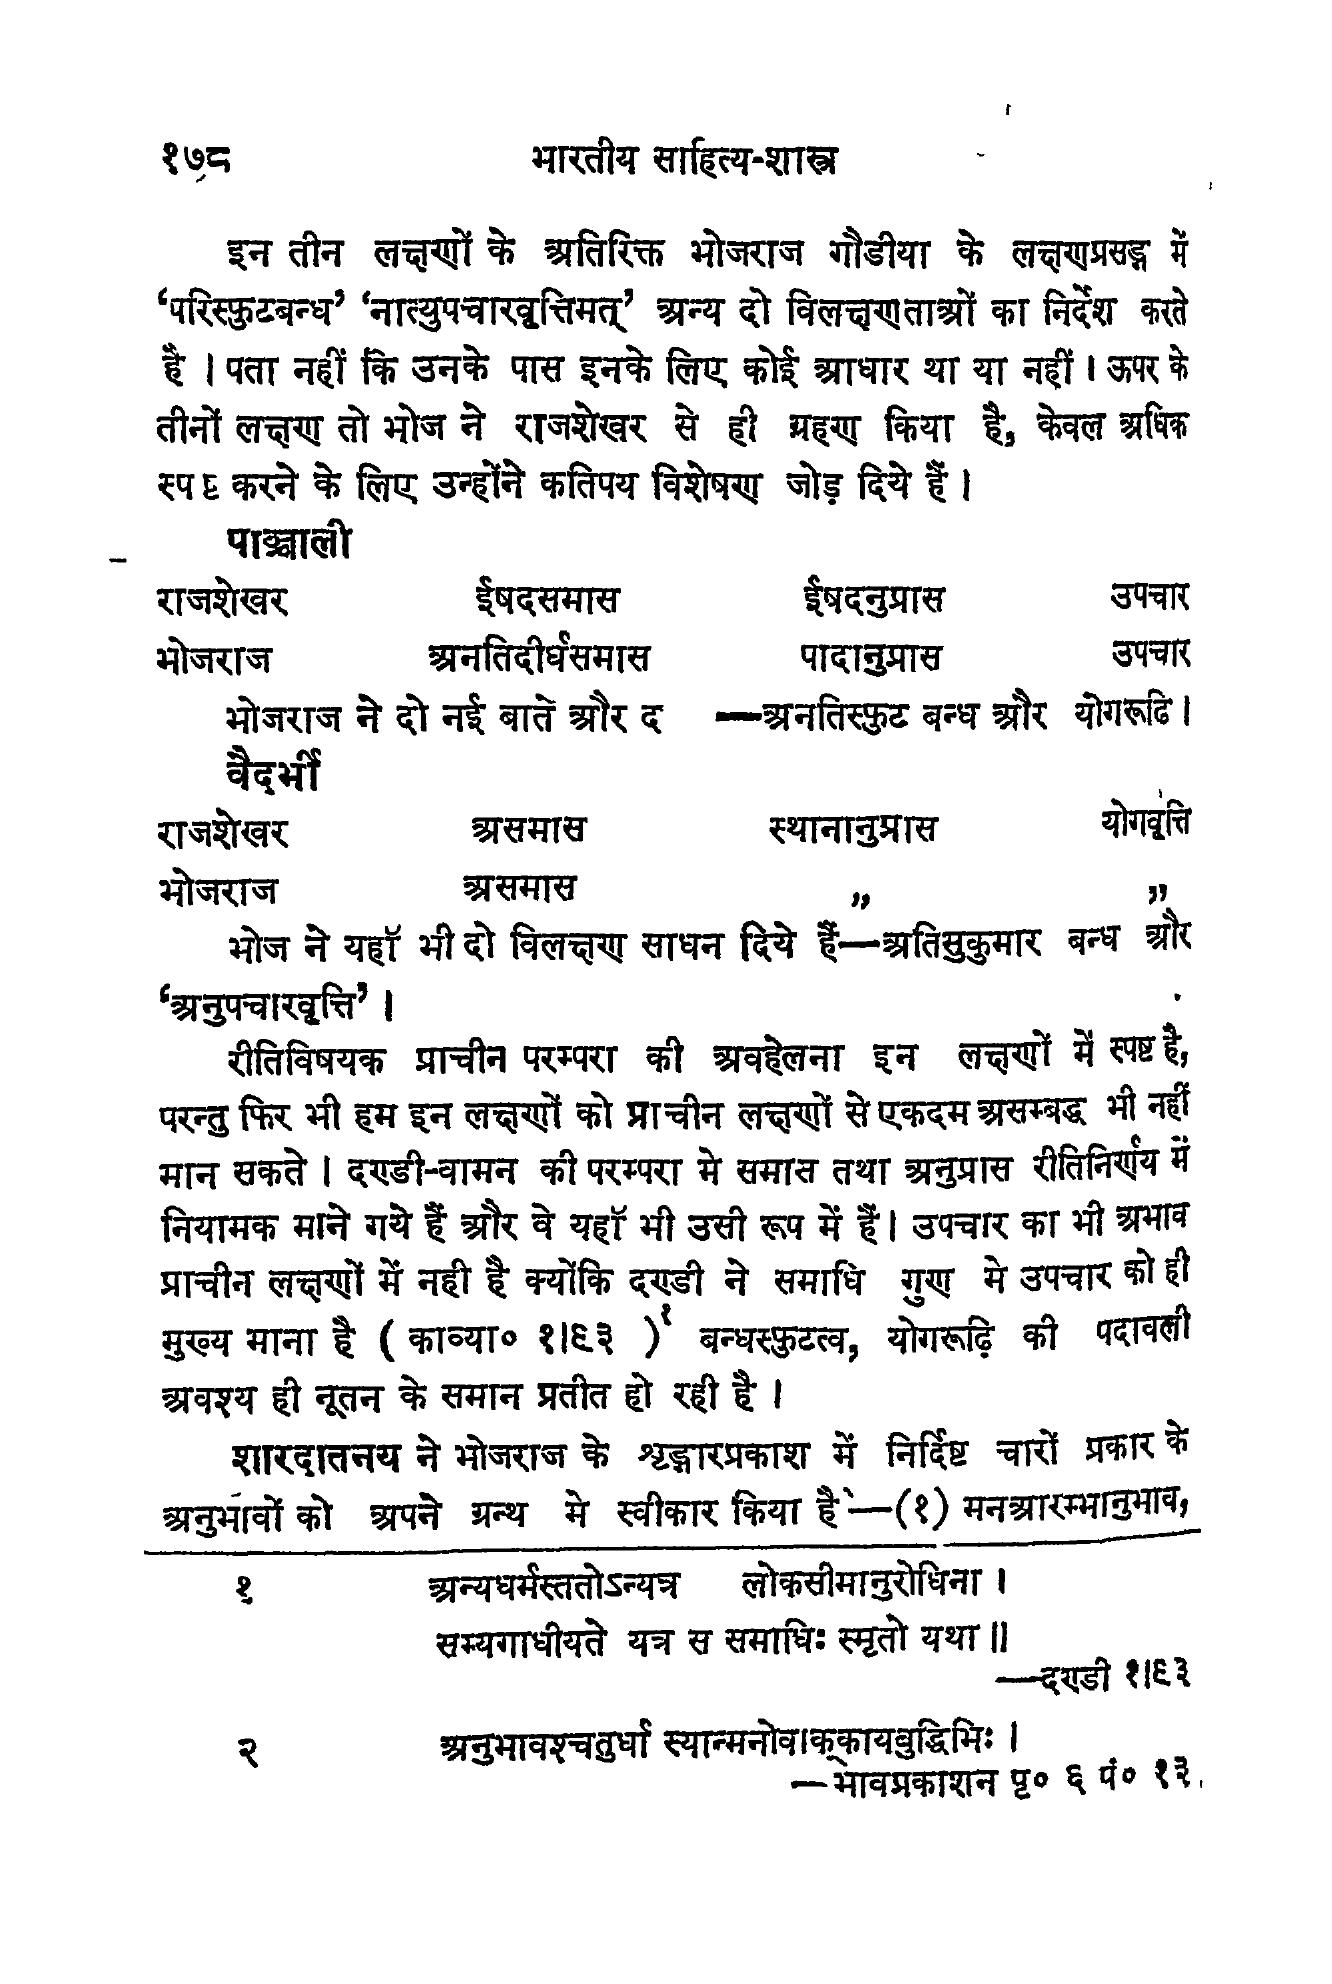 १७८ भारतीय साहित्य-शास्त्र
इन तीन लक्षणों के अतिरिक्त भोजराज गौडीया के लक्षणप्रसङ्ग में
‘परिस्फुटबन्ध’ ‘नात्युपचारवृत्तिमत्’ अन्य दो विलक्षणताओं का निर्देश करते
है । पता नहीं कि उनके पास इनके लिए कोई आधार था या नहीं । ऊपर के
तीनों लक्षण तो भोज ने राजशेखर से ही ग्रहण किया है, केवल अधिक
करने के लिए उन्होंने कतिपय विशेषण जोड़ दिये हैं ।
पाञ्चाली
राजशेखर ईषदसमास ईषदनुप्रास उपचार
भोजराज अनतिदीर्घसमास पादानुप्रास उपचार
भोजराज ने दो नई बातें और द —अनतिस्फुट बन्ध और योगरूढि ।
वैदर्भी
राजशेखर असमास स्थानानुप्रास योगवृत्ति
भोजराज असमास ,, ,,
भोज ने यहाँ भी दो विलक्षण साधन दिये हैं—अतिसुकुमार बन्ध और
‘अनुपचारवृत्ति’ ।
रीतिविषयक प्राचीन परम्परा की अवहेलना इन लक्षणों में स्पष्ट है,
परन्तु फिर भी हम इन लक्षणों को प्राचीन लक्षणों से एकदम असम्बद्ध भी नहीं
मान सकते । दण्डी-वामन की परम्परा मे समास तथा अनुप्रास रीतिनिर्णय में
नियामक माने गये हैं और वे यहाँ भी उसी रूप में हैं । उपचार का भी अभाव
प्राचीन लक्षणों में नही है क्योंकि दण्डी ने समाधि गुण मे उपचार को ही
मुख्य माना है ( काव्या० १।९३ )१ बन्धस्फुटत्व, योगरूढ़ि की पदावली
अवश्य ही नूतन के समान प्रतीत हो रही है ।
शारदातनय ने भोजराज के शृङ्गारप्रकाश में निर्दिष्ट चारों प्रकार के
अनुभावों को अपने ग्रन्थ मे स्वीकार किया है —(१) मनआरम्भानुभाव,
१ अन्यधर्मस्ततोऽन्यत्र लोकसीमानुरोधिना ।
सम्यगाधीयते यत्र स समाधिः स्मृतो यथा ॥
—दण्डी १।९३
२ अनुभावश्चतुर्धा स्यान्मनोवाक्कायबुद्धिभिः ।
—भावप्रकाशन पृ० ६ पं० १३.